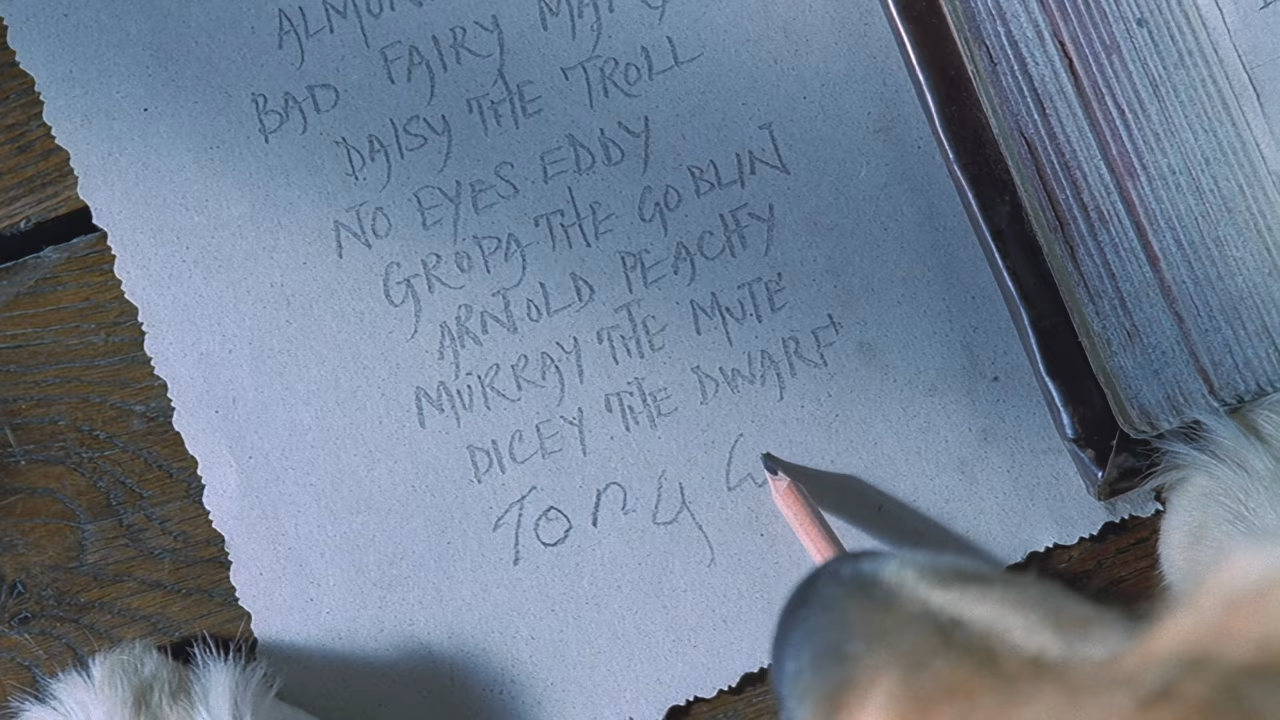 BAD FAIRY MARY
DAISY THE TROLL
NO EYES EDDY
GROPA THE GOBLIN
ARNOLD PEACHY
MURRAY THE 'MUTE'
DICEY THE DWARF
Tony